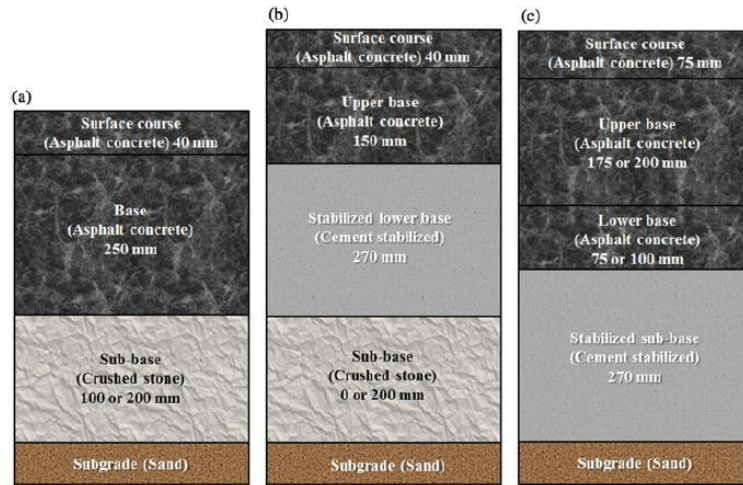 (a)
Surface course
(Asphalt concrete) 40 mm
Base
(Asphalt concrete)
250 mm
Sub-base
(Crushed stone)
100 or 200 mm
Subgrade (Sand)
(b)
Surface course
(Asphalt concrete) 40 mm
Upper base
(Asphalt concrete)
150 mm
Stabilized lower base
(Cement stabilized)
270 mm
Sub-base
(Crushed stone)
0 or 200 mm
Subgrade (Sand)
(c)
Surface course
(Asphalt concrete) 75 mm
Upper base
(Asphalt concrete)
175 or 200 mm
Lower base
(Asphalt concrete)
75 or 100 mm
Stabilized sub-base
(Cement stabilized)
270 mm
Subgrade (Sand)